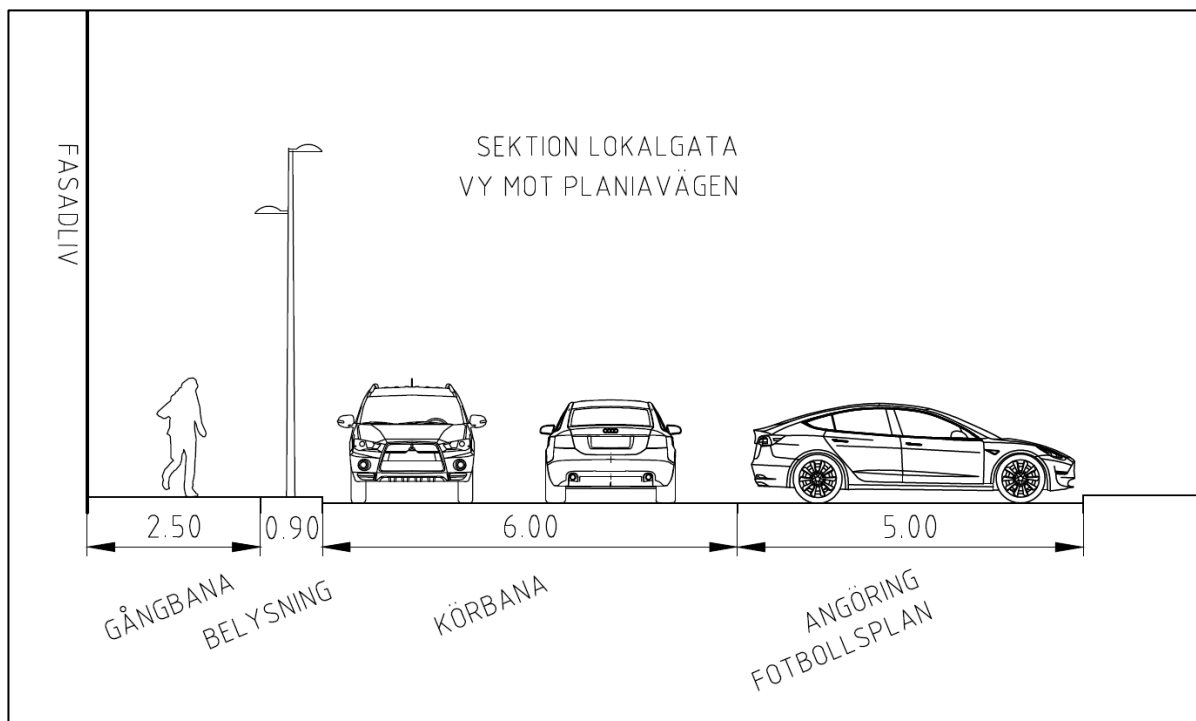 SEKTION LOKALGATA
VY MOT PLANIAVÄGEN
FASADLIV
2.50
0.90
6.00
5.00
GÅNGBANA
BELYSNING
KÖRBANA
ANGÖRING
FOTBOLLSPLAN